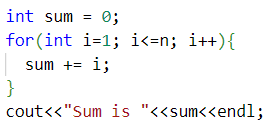 int sum = 0;
for(int i=1; i<=n; i++){
  sum += i;
}
cout<<"Sum is "<<sum<<endl;